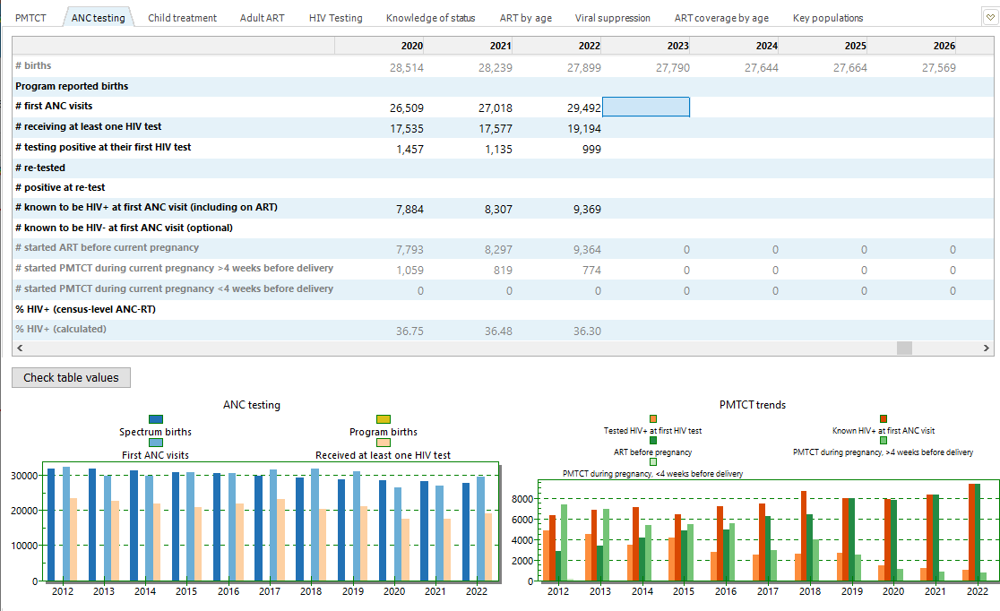 PMTCT ANC testing Child treatment Adult ART HIV Testing Knowledge of status ART by age Viral suppression ART coverage by age Key populations
2020 2021 2022 2023 2024 2025 2026
# births 28,514 28,239 27,899 27,790 27,644 27,664 27,569
Program reported births
# first ANC visits 26,509 27,018 29,492
# receiving at least one HIV test 17,535 17,577 19,194
# testing positive at their first HIV test 1,457 1,135 999
# re-tested
# positive at re-test
# known to be HIV+ at first ANC visit (including on ART) 7,884 8,307 9,369
# known to be HIV- at first ANC visit (optional)
# started ART before current pregnancy 7,793 8,297 9,364 0 0 0 0
# started PMTCT during current pregnancy >4 weeks before delivery 1,059 819 774 0 0 0 0
# started PMTCT during current pregnancy <4 weeks before delivery 0 0 0 0 0 0 0
% HIV+ (census-level ANC-RT)
% HIV+ (calculated) 36.75 36.48 36.30
Check table values
ANC testing
Spectrum births Program births
First ANC visits Received at least one HIV test
30000
20000
10000
0
2012 2013 2014 2015 2016 2017 2018 2019 2020 2021 2022
PMTCT trends
Tested HIV+ at first HIV test Known HIV+ at first ANC visit
ART before pregnancy PMTCT during pregnancy, >4 weeks before delivery
PMTCT during pregnancy, <4 weeks before delivery
8000
6000
4000
2000
0
2012 2013 2014 2015 2016 2017 2018 2019 2020 2021 2022